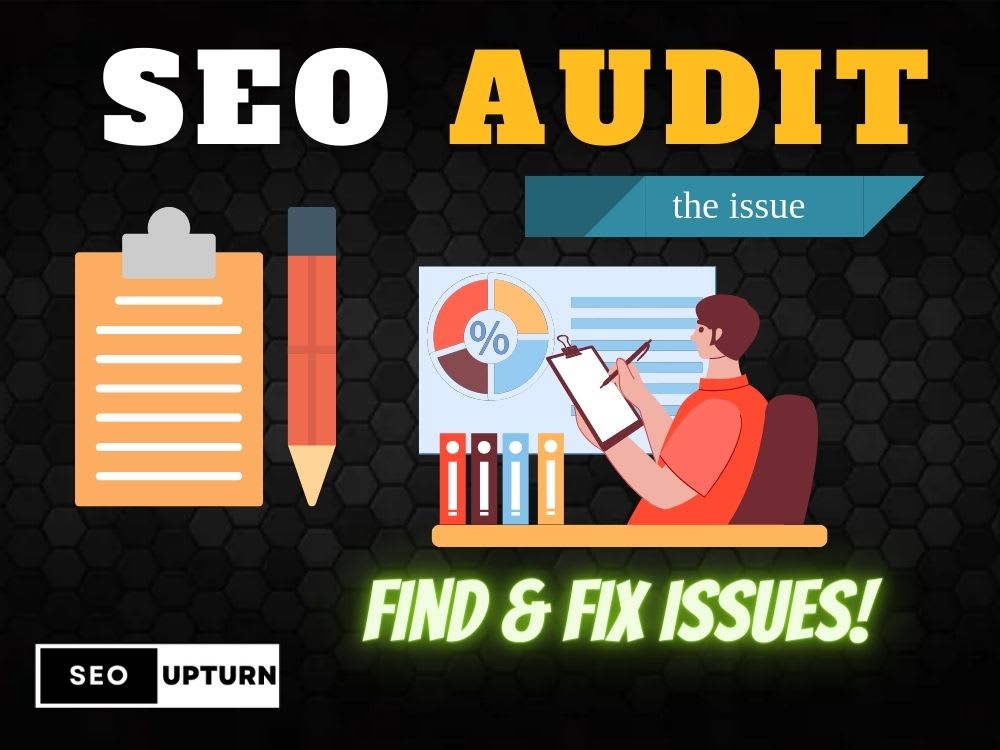 SEO AUDIT
the issue
%
FIND & FIX ISSUES!
SEO UPTURN